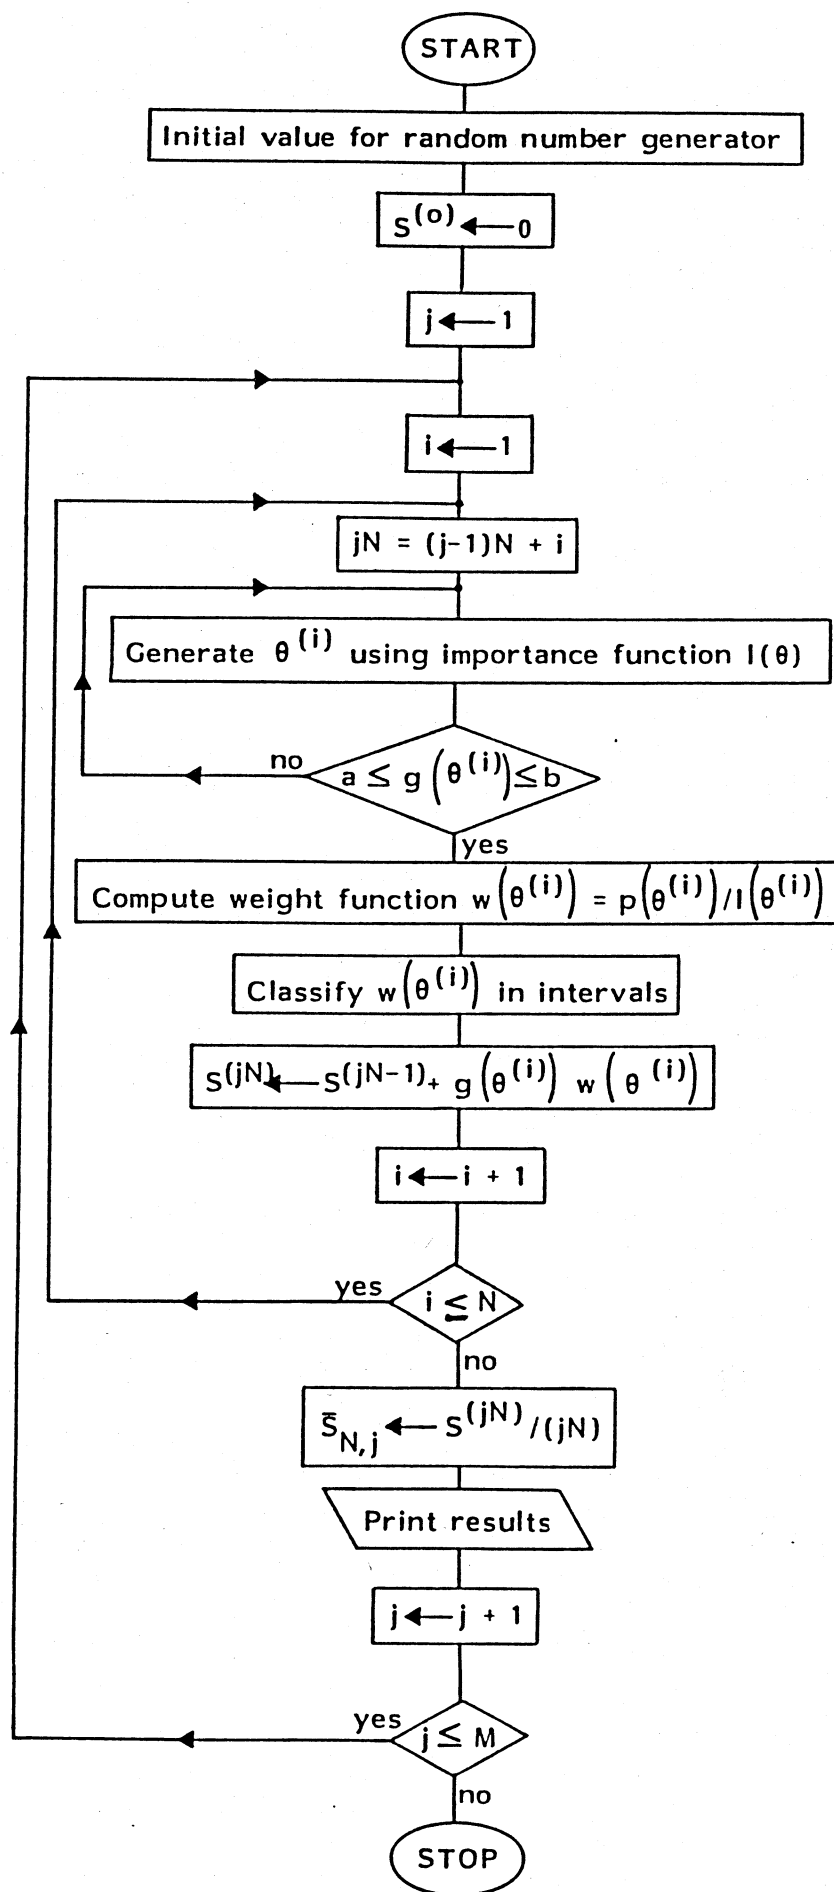 START
Initial value for random number generator
S^(o) ← 0
j ← 1
i ← 1
jN = (j-1)N + i
Generate θ^(i) using importance function I(θ)
no
a ≤ g(θ^(i)) ≤ b
yes
Compute weight function w(θ^(i)) = p(θ^(i))/I(θ^(i))
Classify w(θ^(i)) in intervals
S^(jN) ← S^(jN-1) + g(θ^(i)) w(θ^(i))
i ← i + 1
yes
i ≤ N
no
S̄_N,j ← S^(jN)/(jN)
Print results
j ← j + 1
yes
j ≤ M
no
STOP